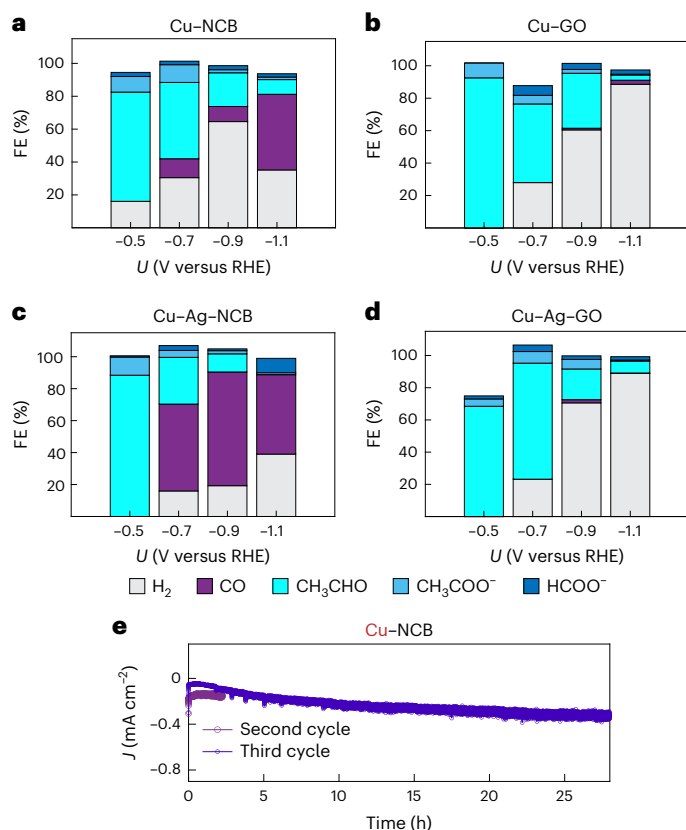 a Cu–NCB
100
80
60
40
20
FE (%)
–0.5 –0.7 –0.9 –1.1
U (V versus RHE)
b Cu–GO
100
80
60
40
20
FE (%)
–0.5 –0.7 –0.9 –1.1
U (V versus RHE)
c Cu–Ag–NCB
100
80
60
40
20
FE (%)
–0.5 –0.7 –0.9 –1.1
U (V versus RHE)
d Cu–Ag–GO
100
80
60
40
20
FE (%)
–0.5 –0.7 –0.9 –1.1
U (V versus RHE)
H₂ CO CH₃CHO CH₃COO⁻ HCOO⁻
e Cu–NCB
0
–0.4
–0.8
J (mA cm⁻²)
Second cycle
Third cycle
0 5 10 15 20 25
Time (h)